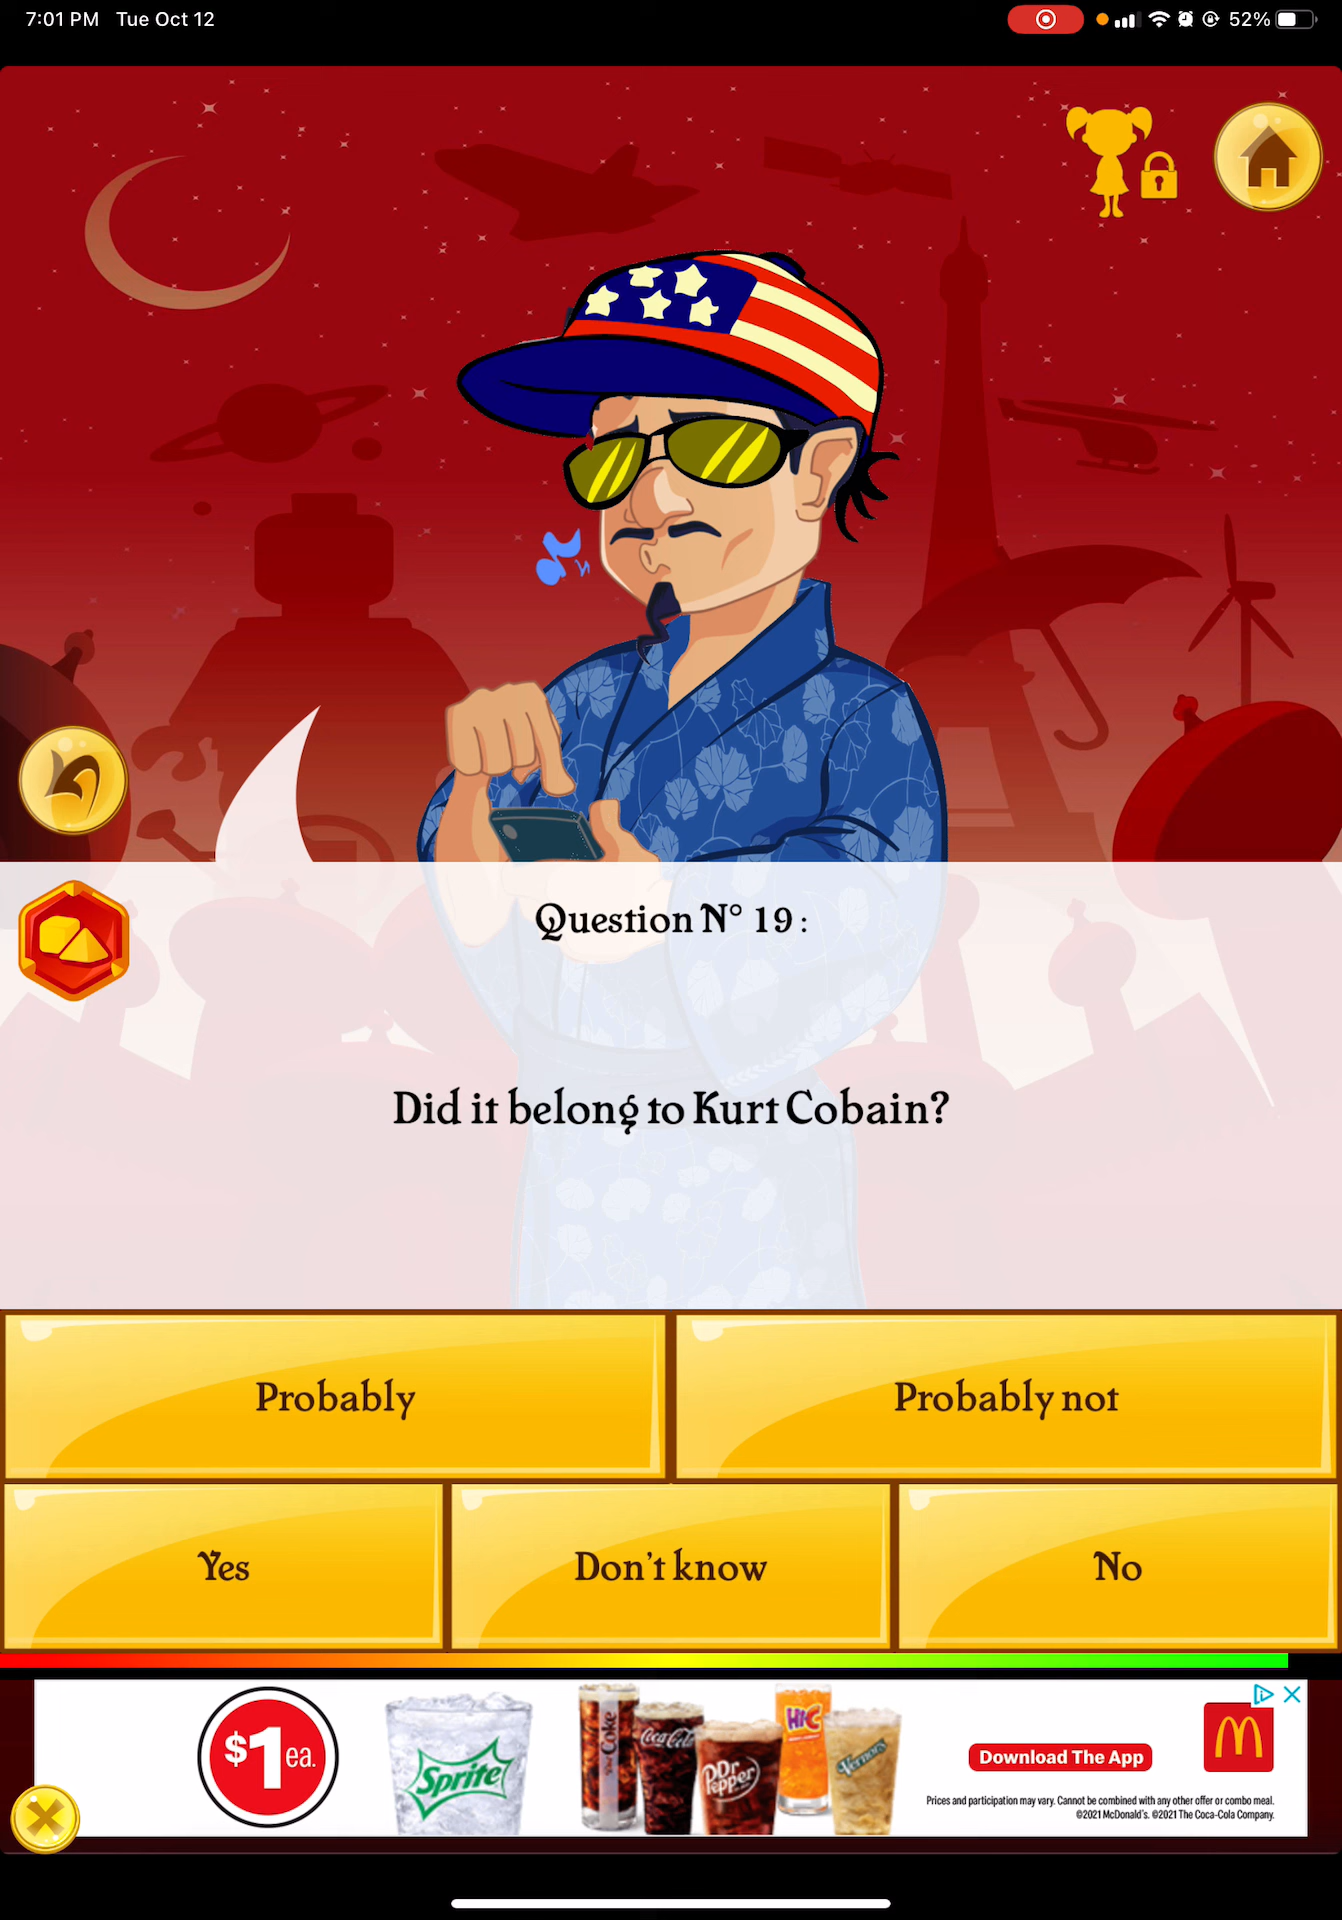 7:01 PM Tue Oct 12
52%
Question N° 19 :
Did it belong to Kurt Cobain?
Probably
Probably not
Yes
Don't know
No
$1 ea.
Sprite
Coke
Coca-Cola
Dr Pepper
Hi-C
Vernors
Download The App
Prices and participation may vary. Cannot be combined with any other offer or combo meal.
©2021 McDonald's. ©2021 The Coca-Cola Company.